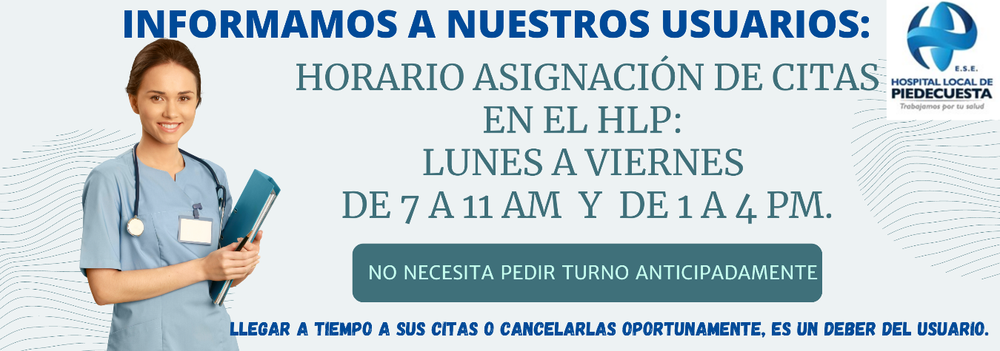 INFORMAMOS A NUESTROS USUARIOS:
E.S.E.
HOSPITAL LOCAL DE
PIEDECUESTA
Trabajamos por tu salud
HORARIO ASIGNACIÓN DE CITAS
EN EL HLP:
LUNES A VIERNES
DE 7 A 11 AM Y DE 1 A 4 PM.
NO NECESITA PEDIR TURNO ANTICIPADAMENTE
LLEGAR A TIEMPO A SUS CITAS O CANCELARLAS OPORTUNAMENTE, ES UN DEBER DEL USUARIO.